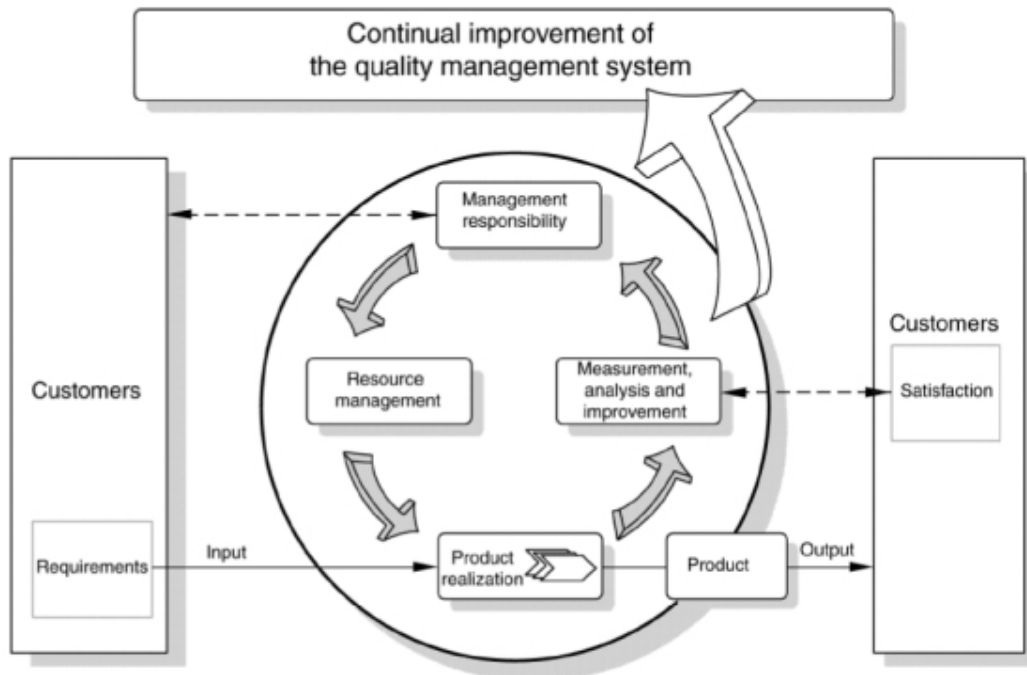 Continual improvement of
the quality management system
Management
responsibility
Customers
Resource
management
Measurement,
analysis and
improvement
Customers
Satisfaction
Requirements
Input
Product
realization
Product
Output